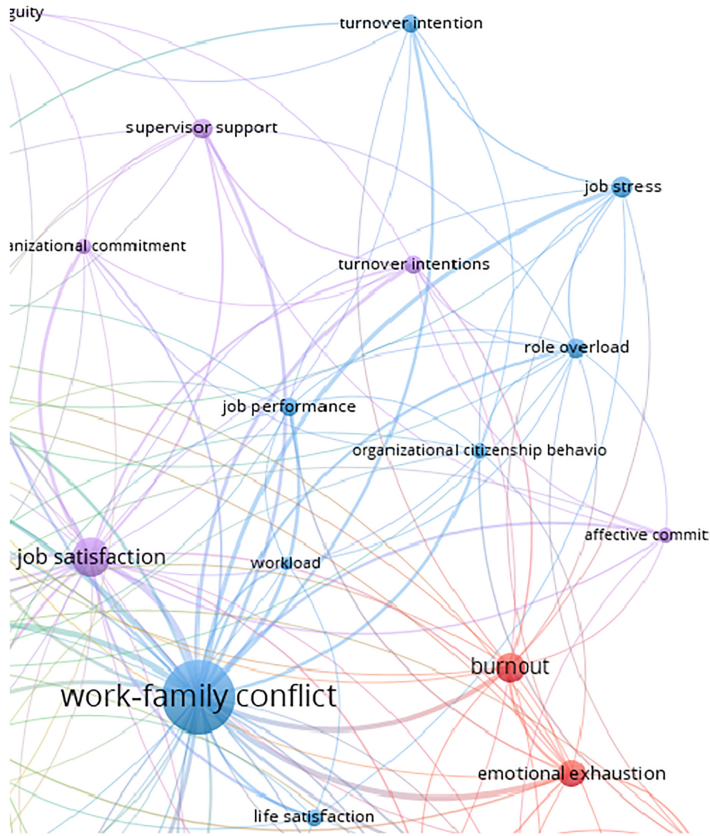 guity
turnover intention
supervisor support
job stress
anizational commitment
turnover intentions
role overload
job performance
organizational citizenship behavio
affective commit
job satisfaction
workload
burnout
work-family conflict
emotional exhaustion
life satisfaction